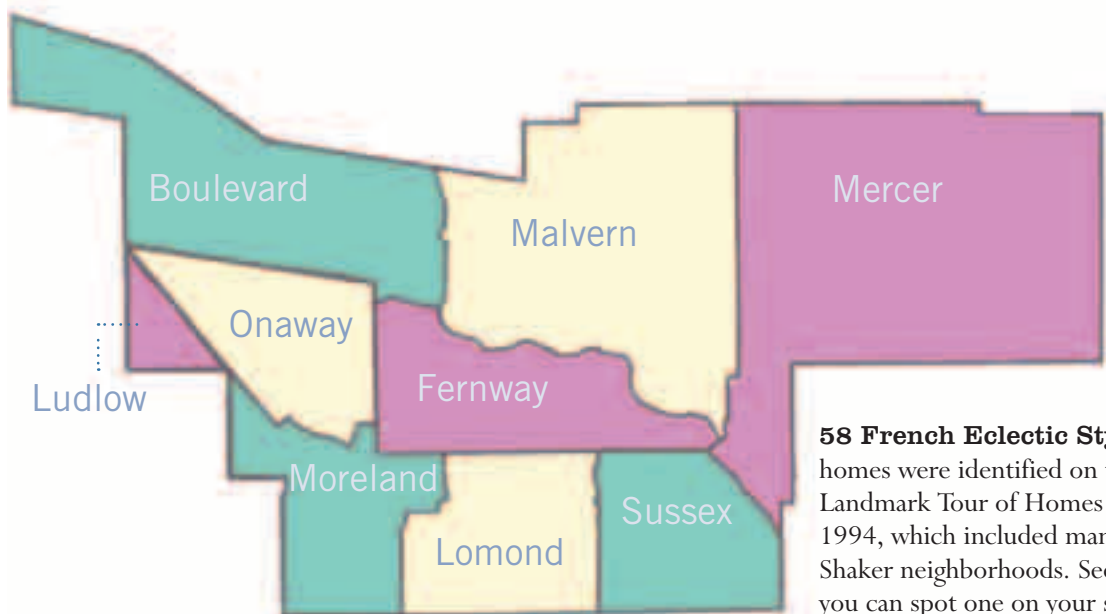 Boulevard
Mercer
Malvern
Onaway
Ludlow
Fernway
Moreland
Sussex
Lomond
58 French Eclectic
homes were identified on
Landmark Tour of Homes
1994, which included
Shaker neighborhoods.
you can spot one on your